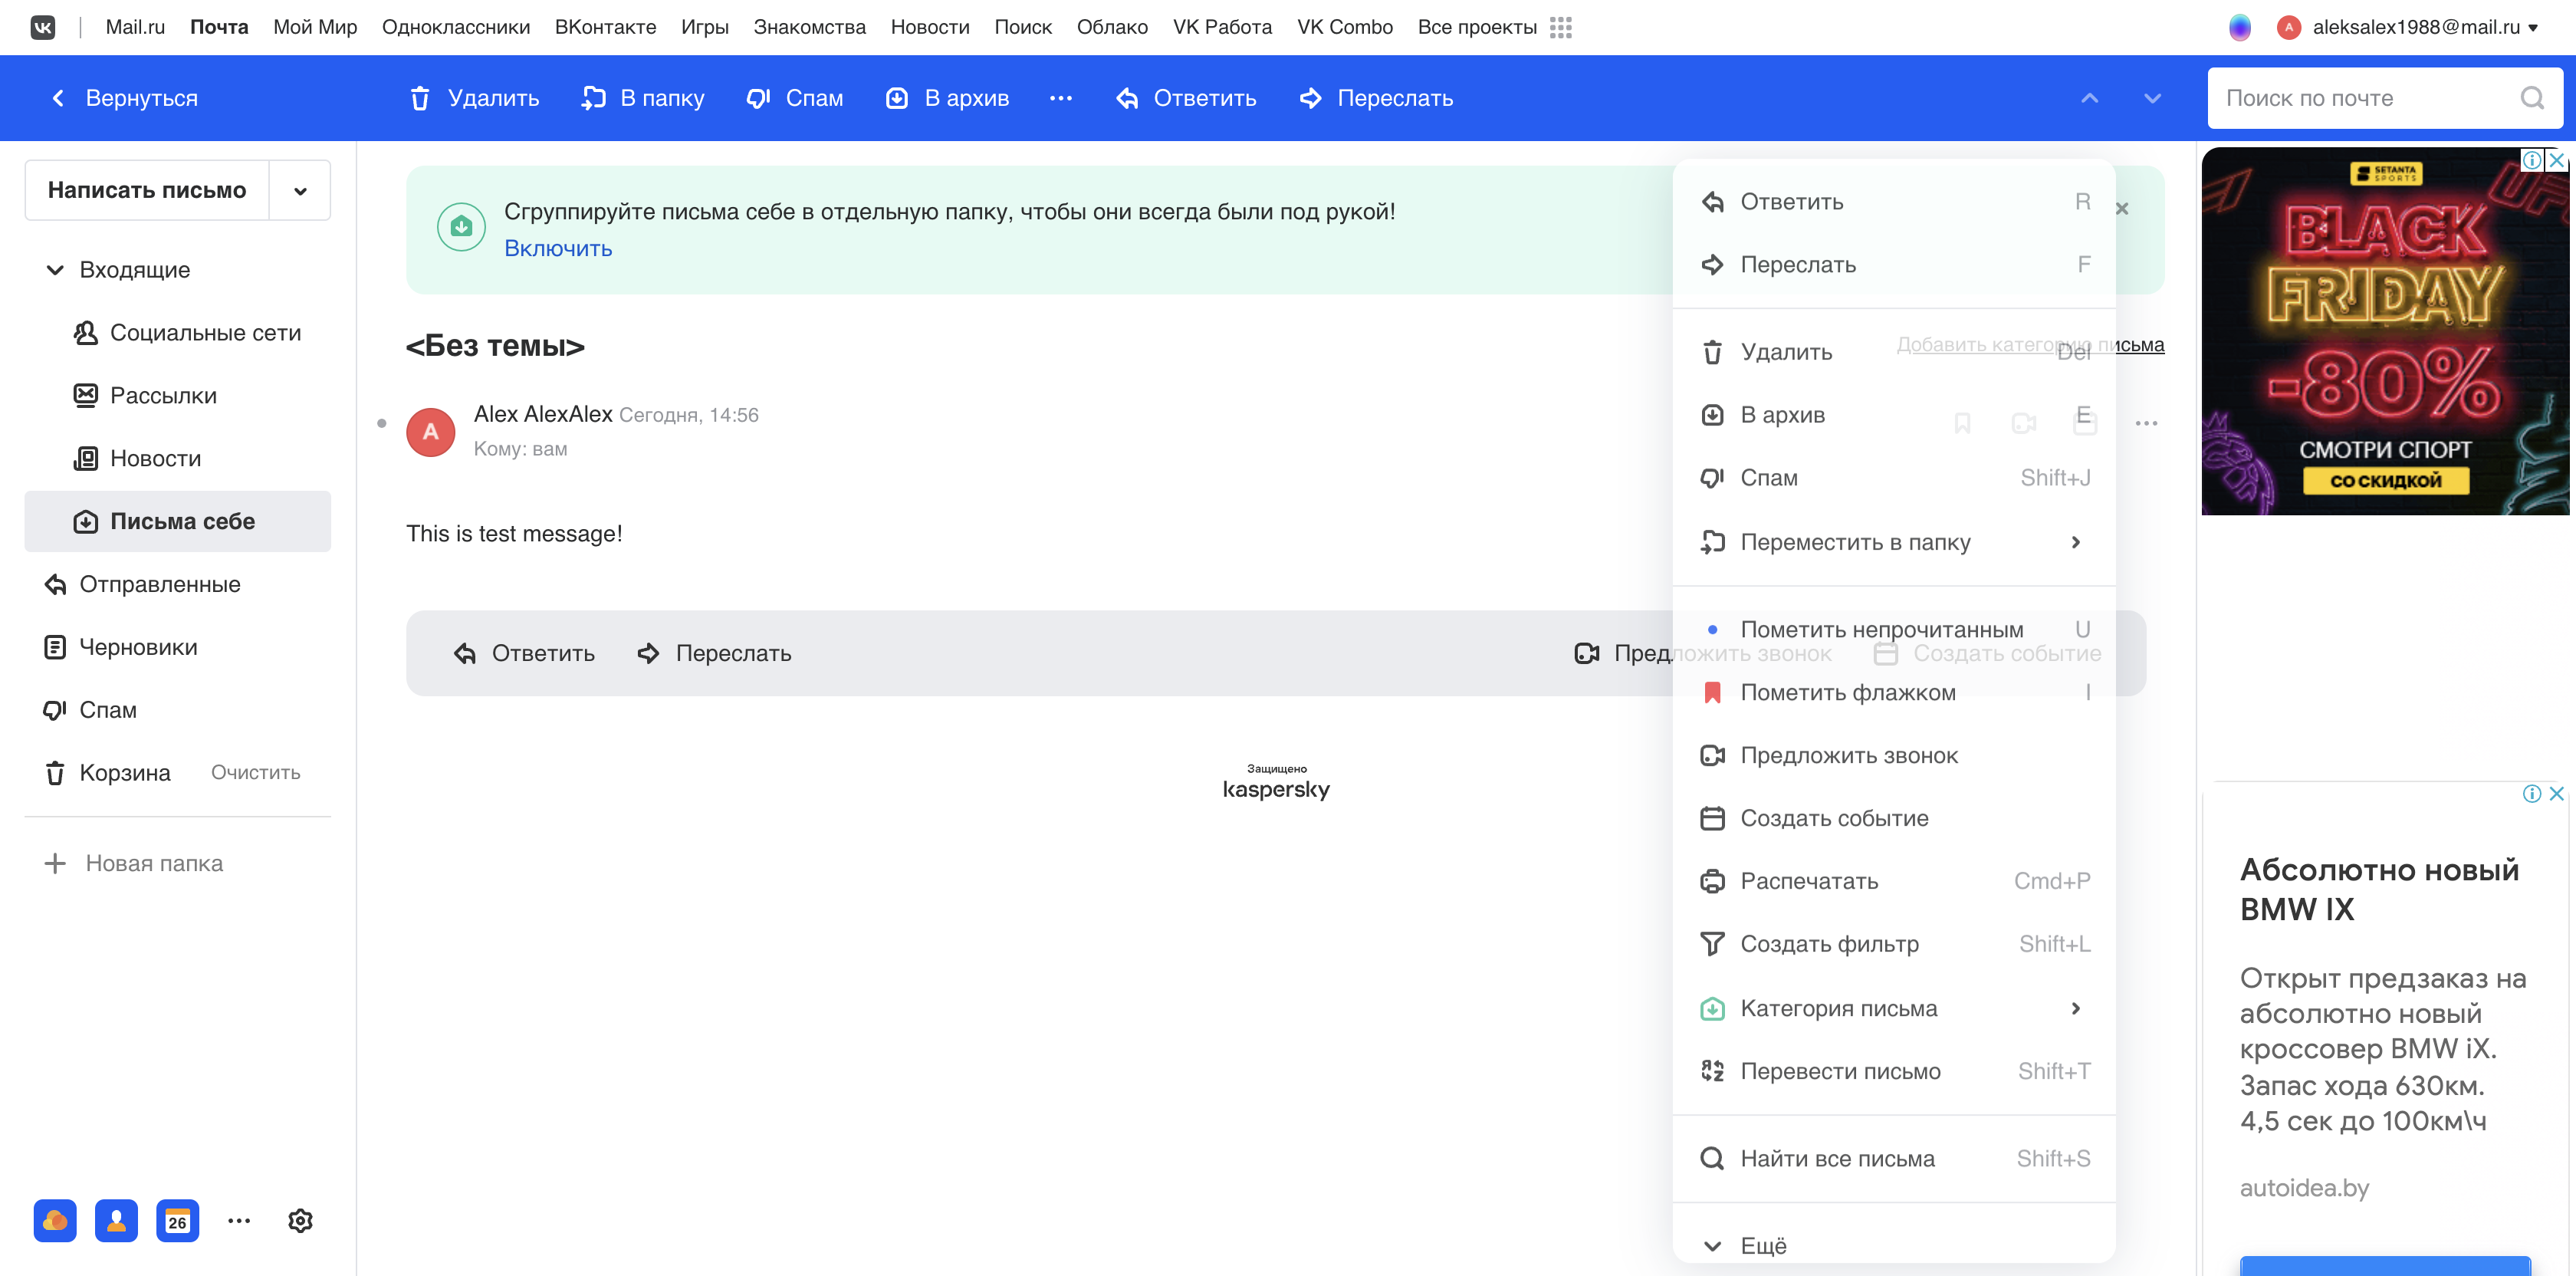 Mail.ru Почта Мой Мир Одноклассники ВКонтакте Игры Знакомства Новости Поиск Облако VK Работа VK Combo Все проекты
A aleksalex1988@mail.ru
Вернуться Удалить В папку Спам В архив Ответить Переслать Поиск по почте
Написать письмо
Входящие
Социальные сети
Рассылки
Новости
Письма себе
Отправленные
Черновики
Спам
Корзина Очистить
Новая папка
26
Сгруппируйте письма себе в отдельную папку, чтобы они всегда были под рукой!
Включить
<Без темы>
Добавить категорию письма
A
Alex AlexAlex Сегодня, 14:56
Кому: вам
This is test message!
Ответить Переслать Предложить звонок Создать событие
Защищено
kaspersky
Ответить R
Переслать F
Удалить Del
В архив E
Спам Shift+J
Переместить в папку
Пометить непрочитанным U
Пометить флажком I
Предложить звонок
Создать событие
Распечатать Cmd+P
Создать фильтр Shift+L
Категория письма
Перевести письмо Shift+T
Найти все письма Shift+S
Ещё
SETANTA
SPORTS
BLACK
FRIDAY
-80%
СМОТРИ СПОРТ
СО СКИДКОЙ
Абсолютно новый
BMW IX
Открыт предзаказ на
абсолютно новый
кроссовер BMW iX.
Запас хода 630км.
4,5 сек до 100км\ч
autoidea.by